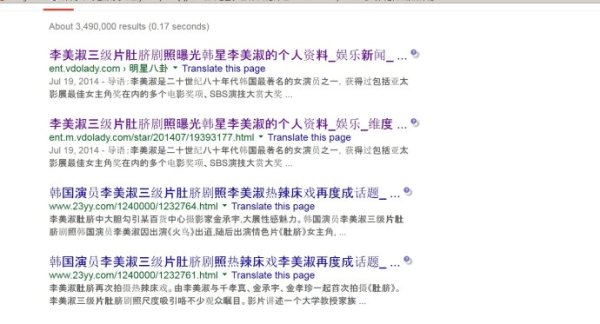 About 3,490,000 results (0.17 seconds)
李美淑三级片肚脐剧照曝光韩星李美淑的个人资料_娱乐新闻_ ...
ent.vdolady.com › 明星八卦 ▾ Translate this page
Jul 19, 2014 - 导语:李美淑是二十世纪八十年代韩国最著名的女演员之一，获得过包括亚太
影展最佳女主角奖在内的多个电影奖项、SBS演技大赏大奖 ...
李美淑三级片肚脐剧照曝光韩星李美淑的个人资料_娱乐_维度 ...
ent.m.vdolady.com/star/201407/19393177.html ▾ Translate this page
Jul 19, 2014 - 导语:李美淑是二十世纪八十年代韩国最著名的女演员之一，获得过包括亚太
影展最佳女主角奖在内的多个电影奖项、SBS演技大赏大奖 ...
韩国演员李美淑三级片肚脐剧照李美淑热辣床戏再度成话题_ ...
www.23yy.com/1240000/1232764.html ▾ Translate this page
李美淑肚脐中大胆勾引某百货中心摄影家金承宇,大展性感魅力。韩国演员李美淑三级片肚
脐剧照韩国演员李美淑因出演《火鸟》出道,随后出演情色片《肚脐》女主角, ...
韩国演员李美淑三级片肚脐剧照李美淑热辣床戏再度成话题_ ...
www.23yy.com/1240000/1232761.html ▾ Translate this page
李美淑肚脐再次拍摄热辣床戏。由李美淑与千孝真、金承宇、金孝珍一起首次拍摄《肚脐》。
李美淑三级片肚脐剧照尺度吸引咯不少观众瞩目。影片讲述一个大学教授家族 ...